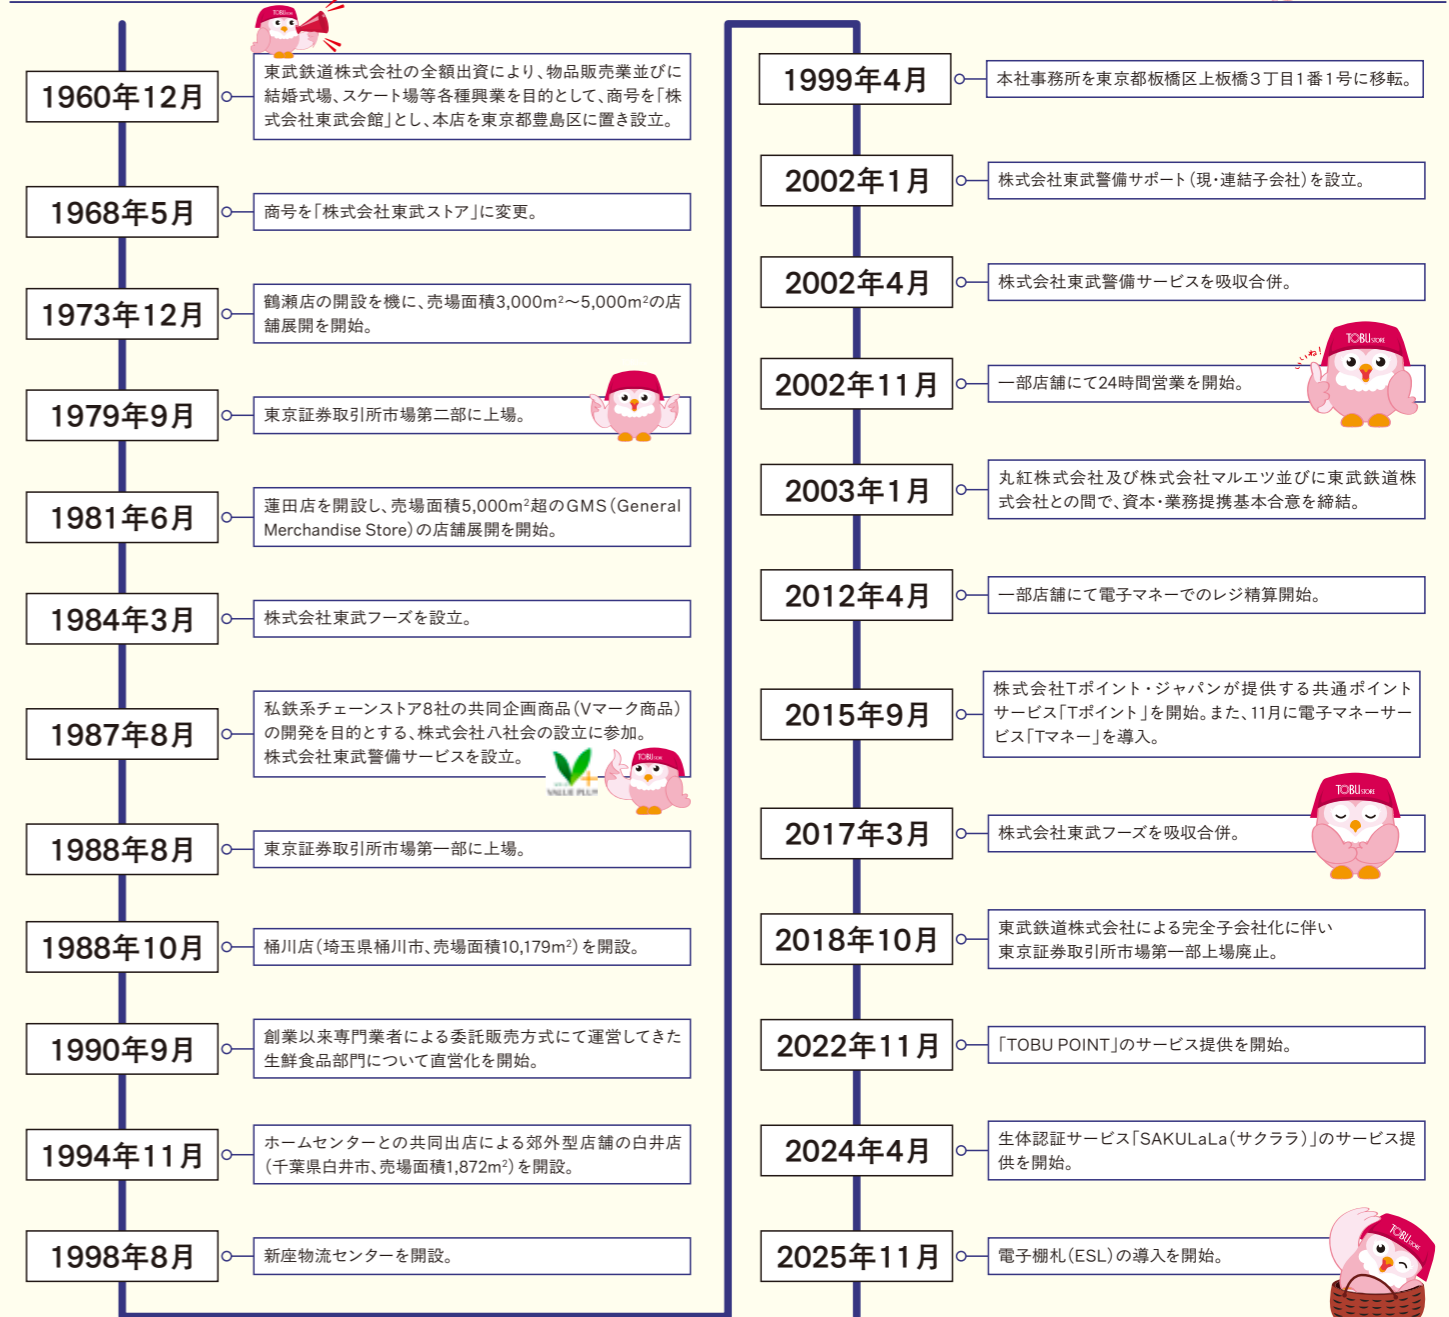 TOBU STORE
1960年12月
東武鉄道株式会社の全額出資により、物品販売業並びに
結婚式場、スケート場等各種興業を目的として、商号を「株
式会社東武会館」とし、本店を東京都豊島区に置き設立。
1968年5月
商号を「株式会社東武ストア」に変更。
1973年12月
鶴瀬店の開設を機に、売場面積3,000m²～5,000m²の店
舗展開を開始。
1979年9月
東京証券取引所市場第二部に上場。
1981年6月
蓮田店を開設し、売場面積5,000m²超のGMS(General
Merchandise Store)の店舗展開を開始。
1984年3月
株式会社東武フーズを設立。
1987年8月
私鉄系チェーンストア8社の共同企画商品(Vマーク商品)
の開発を目的とする、株式会社八社会の設立に参加。
株式会社東武警備サービスを設立。
VALUE PLUS
TOBU STORE
1988年8月
東京証券取引所市場第一部に上場。
1988年10月
桶川店(埼玉県桶川市、売場面積10,179m²)を開設。
1990年9月
創業以来専門業者による委託販売方式にて運営してきた
生鮮食品部門について直営化を開始。
1994年11月
ホームセンターとの共同出店による郊外型店舗の白井店
(千葉県白井市、売場面積1,872m²)を開設。
1998年8月
新座物流センターを開設。
1999年4月
本社事務所を東京都板橋区上板橋3丁目1番1号に移転。
2002年1月
株式会社東武警備サポート(現・連結子会社)を設立。
2002年4月
株式会社東武警備サービスを吸収合併。
2002年11月
一部店舗にて24時間営業を開始。
いいね!
TOBU STORE
2003年1月
丸紅株式会社及び株式会社マルエツ並びに東武鉄道株
式会社との間で、資本・業務提携基本合意を締結。
2012年4月
一部店舗にて電子マネーでのレジ精算開始。
2015年9月
株式会社Tポイント・ジャパンが提供する共通ポイント
サービス「Tポイント」を開始。また、11月に電子マネーサー
ビス「Tマネー」を導入。
2017年3月
株式会社東武フーズを吸収合併。
TOBU STORE
2018年10月
東武鉄道株式会社による完全子会社化に伴い
東京証券取引所市場第一部上場廃止。
2022年11月
「TOBU POINT」のサービス提供を開始。
2024年4月
生体認証サービス「SAKULaLa(サクララ)」のサービス提
供を開始。
2025年11月
電子棚札(ESL)の導入を開始。
TOBU STORE